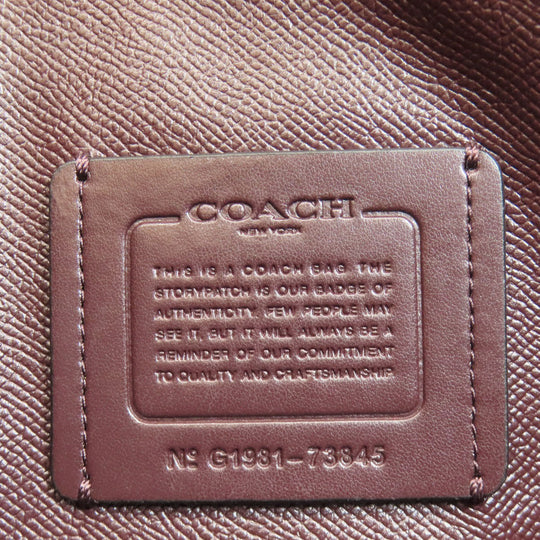 COACH
NEW YORK
THIS IS A COACH BAG THE
STORYPATCH IS OUR BADGE OF
AUTHENTICITY. FEW PEOPLE MAY
SEE IT, BUT IT WILL ALWAYS BE A
REMINDER OF OUR COMMITMENT
TO QUALITY AND CRAFTSMANSHIP.
Nº G1981-73845